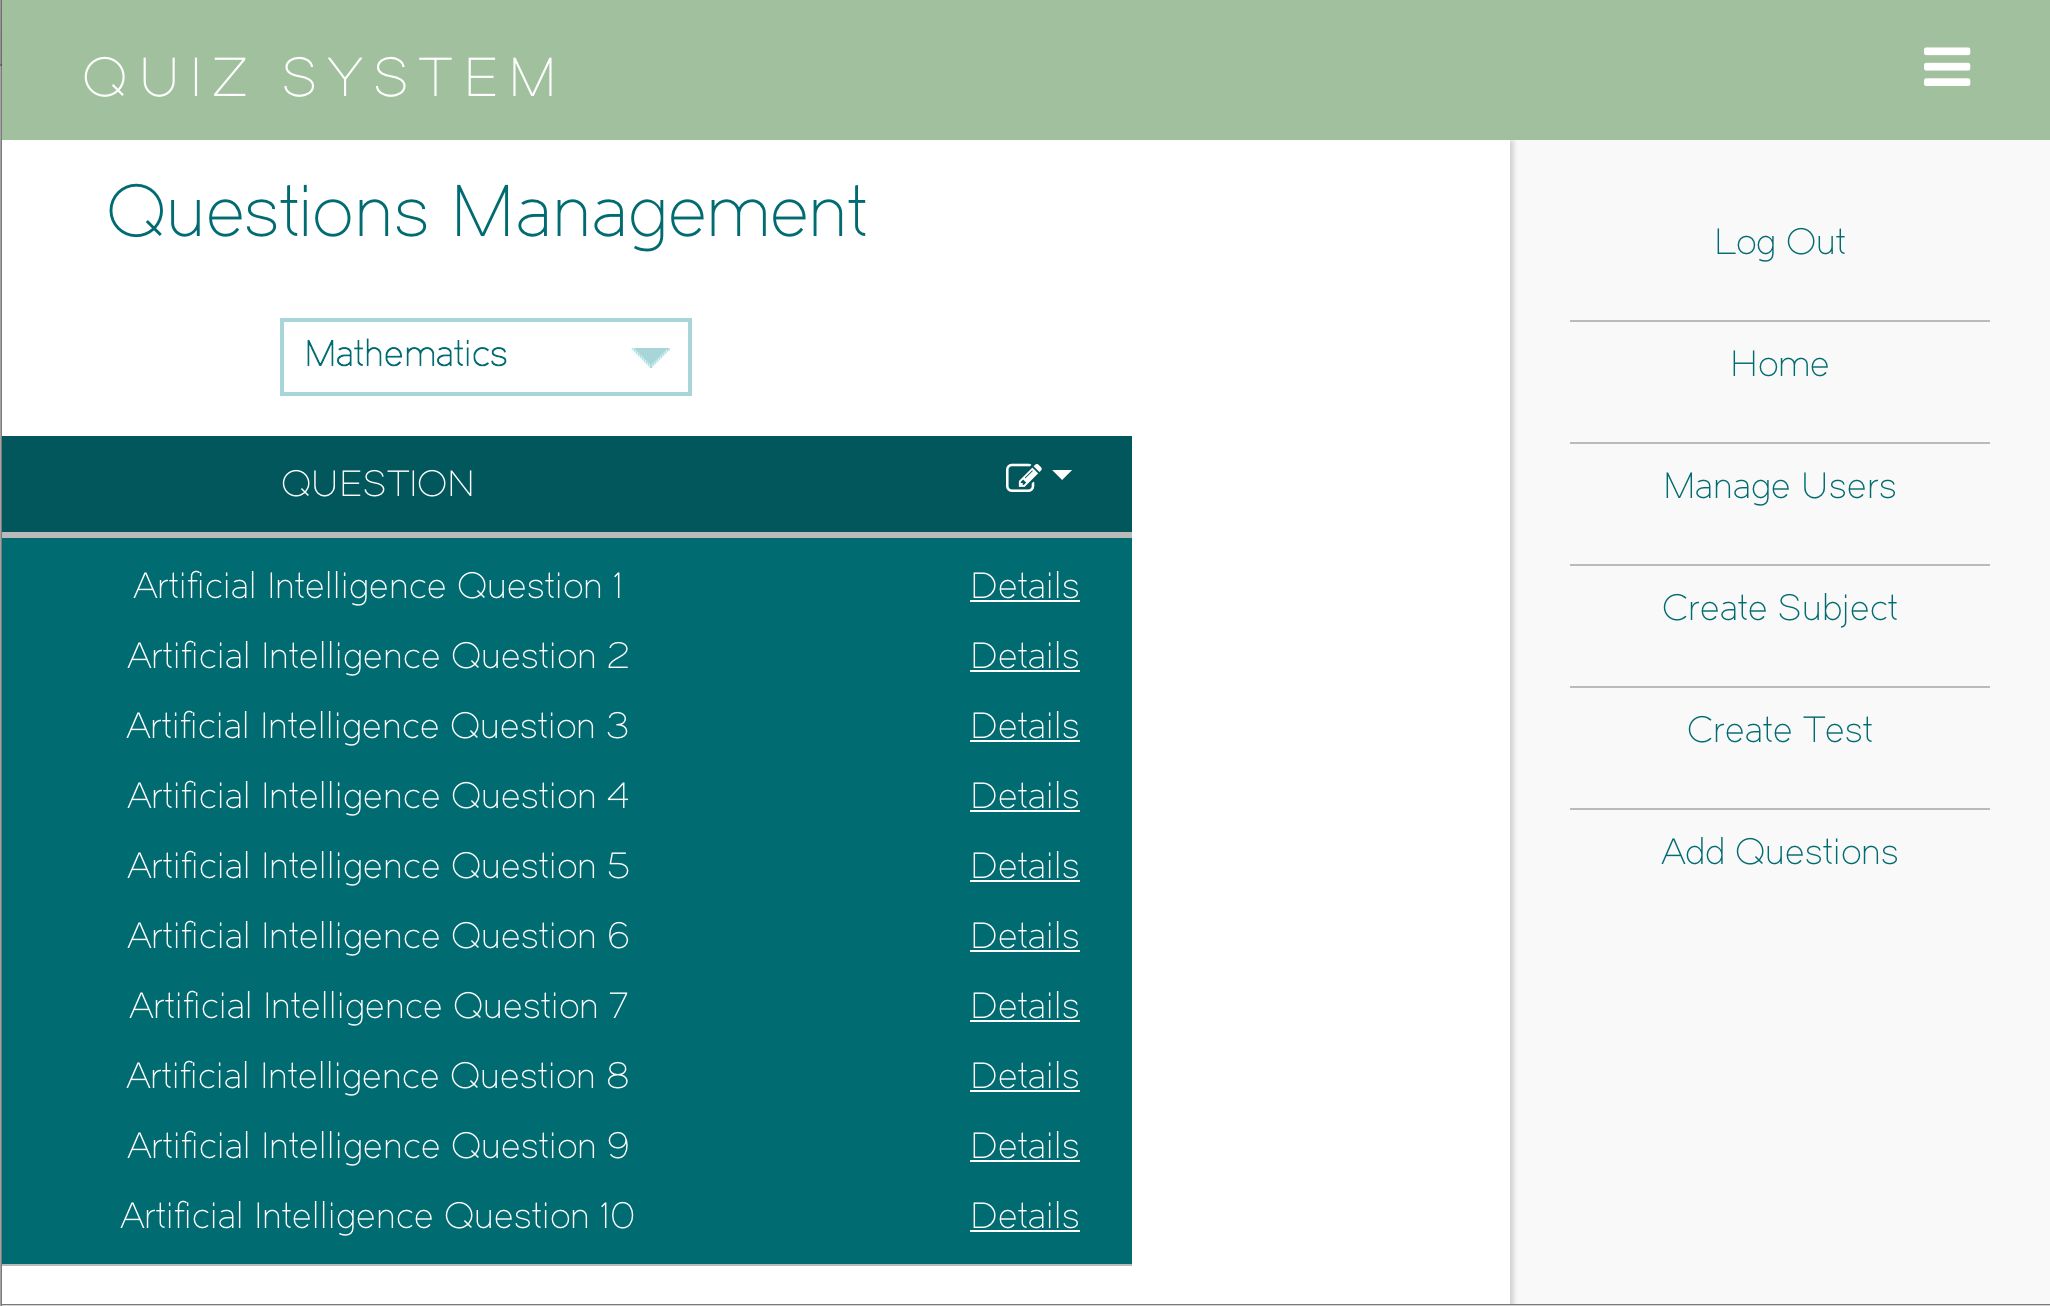 QUIZ SYSTEM
Questions Management
Mathematics
QUESTION
Artificial Intelligence Question 1 Details
Artificial Intelligence Question 2 Details
Artificial Intelligence Question 3 Details
Artificial Intelligence Question 4 Details
Artificial Intelligence Question 5 Details
Artificial Intelligence Question 6 Details
Artificial Intelligence Question 7 Details
Artificial Intelligence Question 8 Details
Artificial Intelligence Question 9 Details
Artificial Intelligence Question 10 Details
Log Out
Home
Manage Users
Create Subject
Create Test
Add Questions